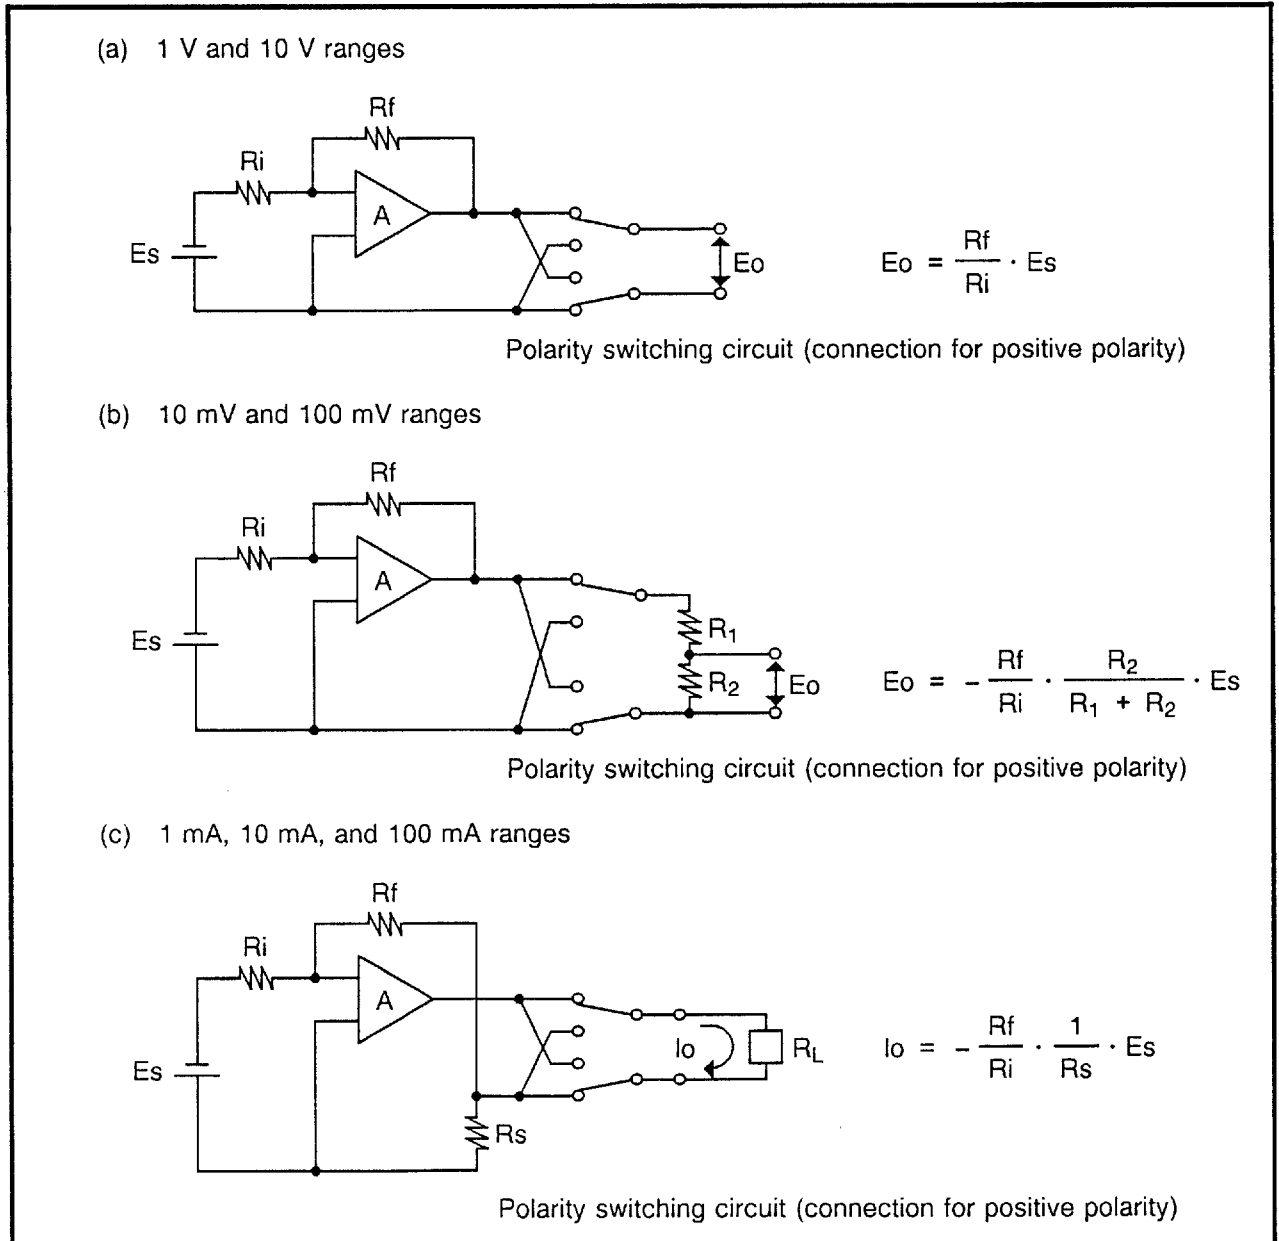 (a) 1 V and 10 V ranges
Rf
Ri
A
Es
Eo
Eo = Rf/Ri · Es
Polarity switching circuit (connection for positive polarity)
(b) 10 mV and 100 mV ranges
Rf
Ri
A
Es
R1
R2
Eo
Eo = - Rf/Ri · R2/(R1 + R2) · Es
Polarity switching circuit (connection for positive polarity)
(c) 1 mA, 10 mA, and 100 mA ranges
Rf
Ri
A
Es
Io
RL
Rs
Io = - Rf/Ri · 1/Rs · Es
Polarity switching circuit (connection for positive polarity)